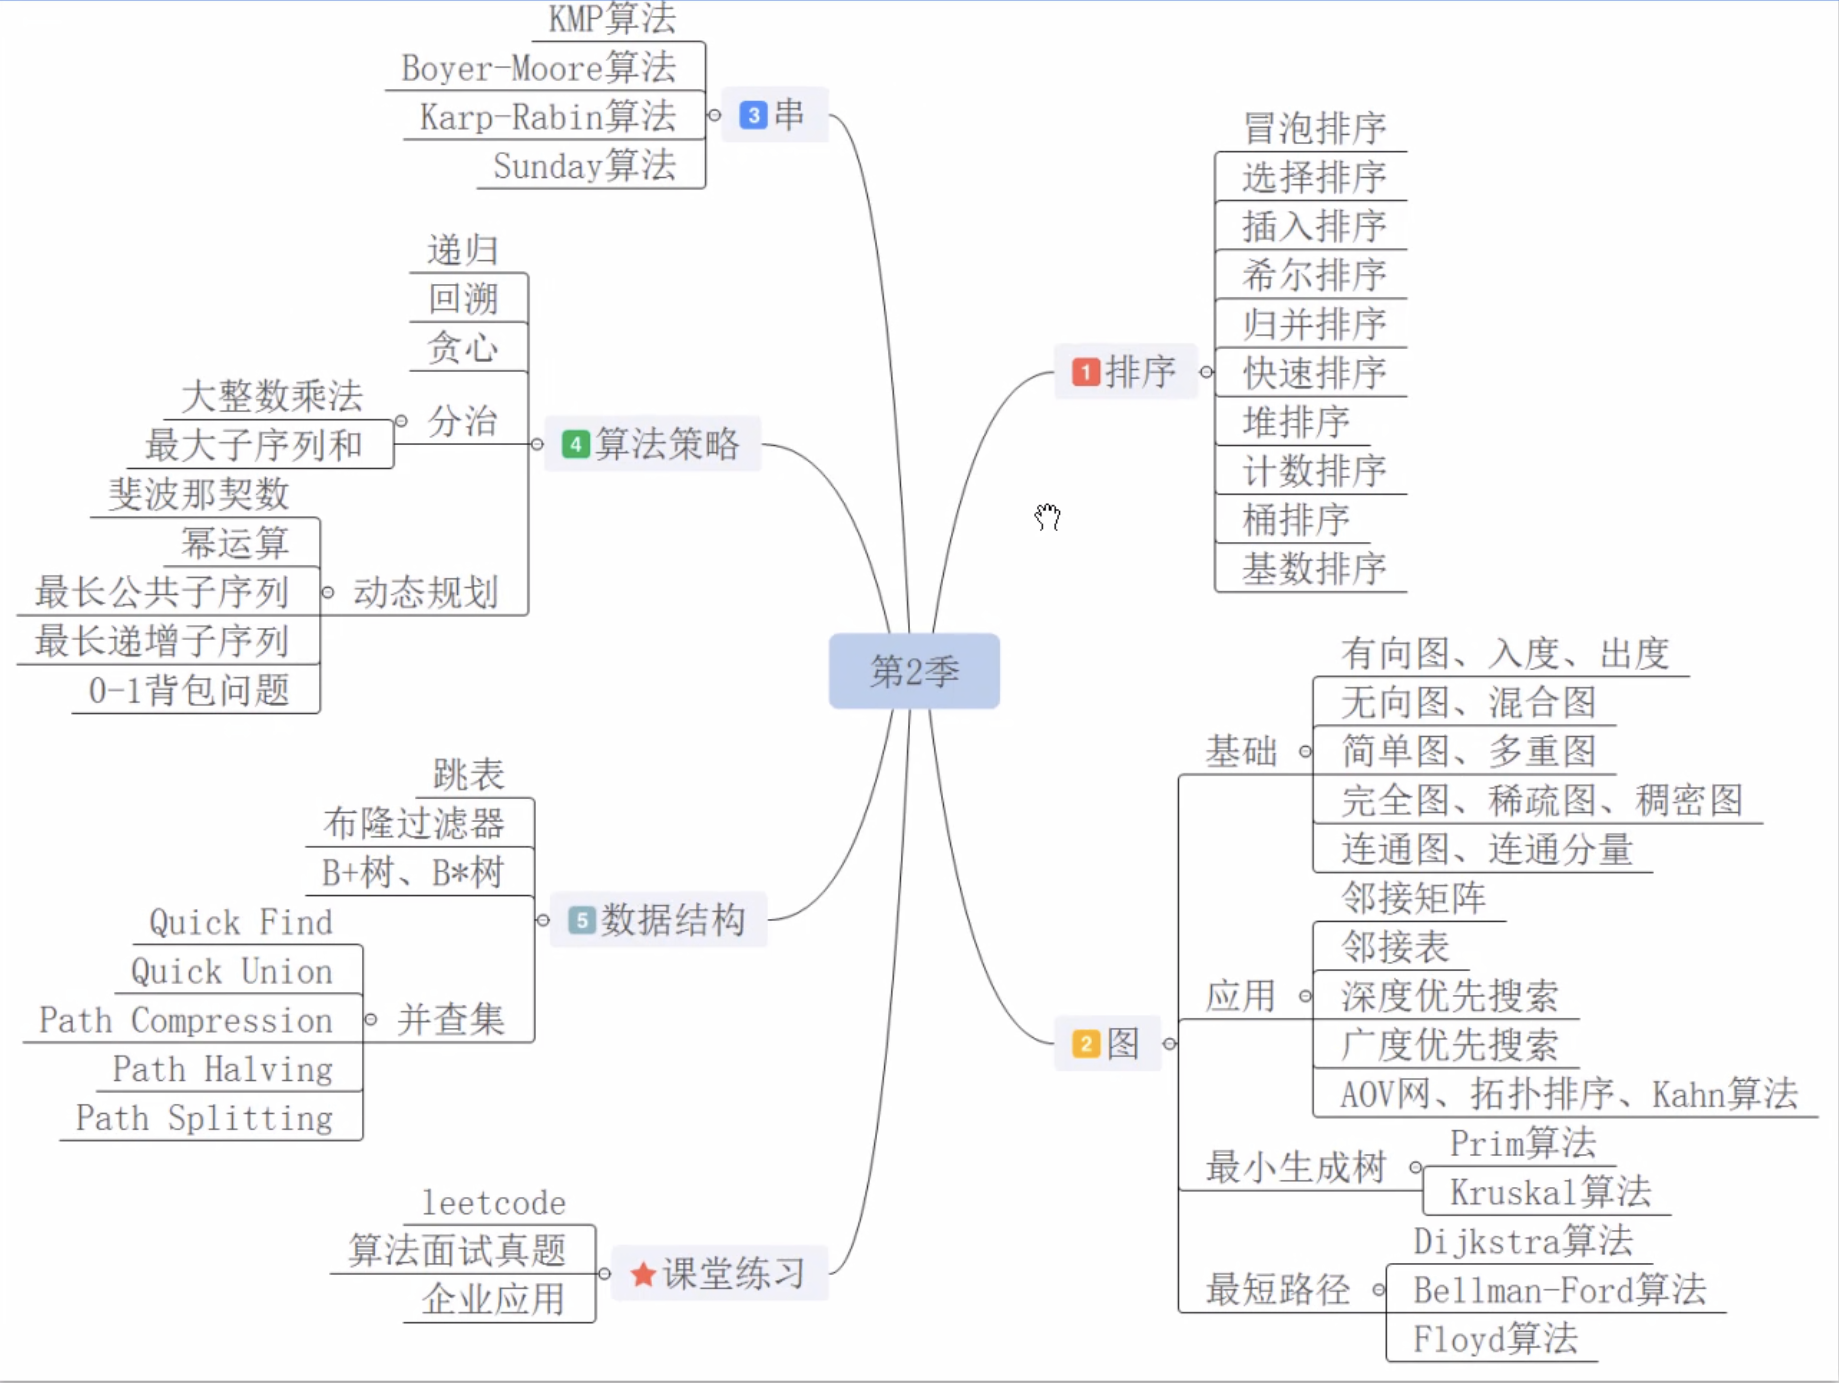 第2季
1 排序
冒泡排序
选择排序
插入排序
希尔排序
归并排序
快速排序
堆排序
计数排序
桶排序
基数排序
2 图
基础
有向图、入度、出度
无向图、混合图
简单图、多重图
完全图、稀疏图、稠密图
连通图、连通分量
应用
邻接矩阵
邻接表
深度优先搜索
广度优先搜索
AOV网、拓扑排序、Kahn算法
最小生成树
Prim算法
Kruskal算法
最短路径
Dijkstra算法
Bellman-Ford算法
Floyd算法
3 串
KMP算法
Boyer-Moore算法
Karp-Rabin算法
Sunday算法
4 算法策略
递归
回溯
贪心
分治
大整数乘法
最大子序列和
动态规划
斐波那契数
幂运算
最长公共子序列
最长递增子序列
0-1背包问题
5 数据结构
跳表
布隆过滤器
B+树、B*树
并查集
Quick Find
Quick Union
Path Compression
Path Halving
Path Splitting
课堂练习
leetcode
算法面试真题
企业应用